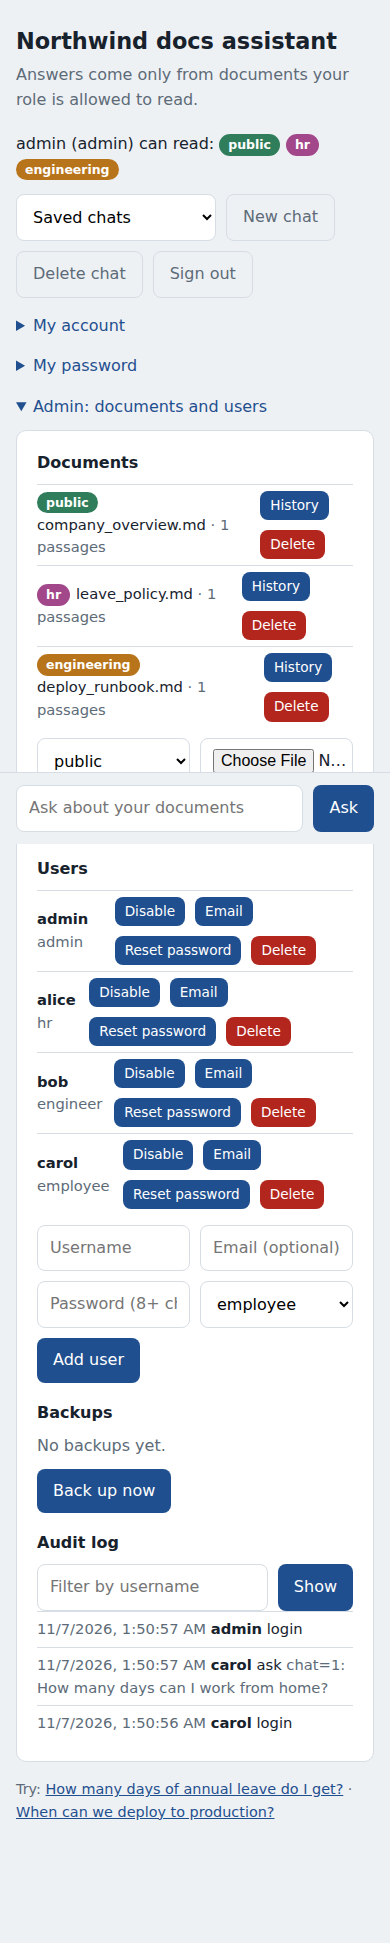 Northwind docs assistant
Answers come only from documents your
role is allowed to read.
admin (admin) can read: public hr
engineering
Saved chats New chat
Delete chat Sign out
My account
My password
Admin: documents and users
Documents
public
company_overview.md · 1
passages
History
Delete
hr leave_policy.md · 1
passages
History
Delete
engineering
deploy_runbook.md · 1
passages
History
Delete
public Choose File N...
Ask about your documents Ask
Users
admin
admin
Disable Email
Reset password Delete
alice
hr
Disable Email
Reset password Delete
bob
engineer
Disable Email
Reset password Delete
carol
employee
Disable Email
Reset password Delete
Username Email (optional)
Password (8+ ch employee
Add user
Backups
No backups yet.
Back up now
Audit log
Filter by username Show
11/7/2026, 1:50:57 AM admin login
11/7/2026, 1:50:57 AM carol ask chat=1:
How many days can I work from home?
11/7/2026, 1:50:56 AM carol login
Try: How many days of annual leave do I get? ·
When can we deploy to production?